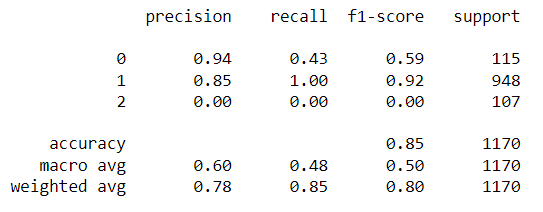 precision recall f1-score support
0 0.94 0.43 0.59 115
1 0.85 1.00 0.92 948
2 0.00 0.00 0.00 107
accuracy 0.85 1170
macro avg 0.60 0.48 0.50 1170
weighted avg 0.78 0.85 0.80 1170